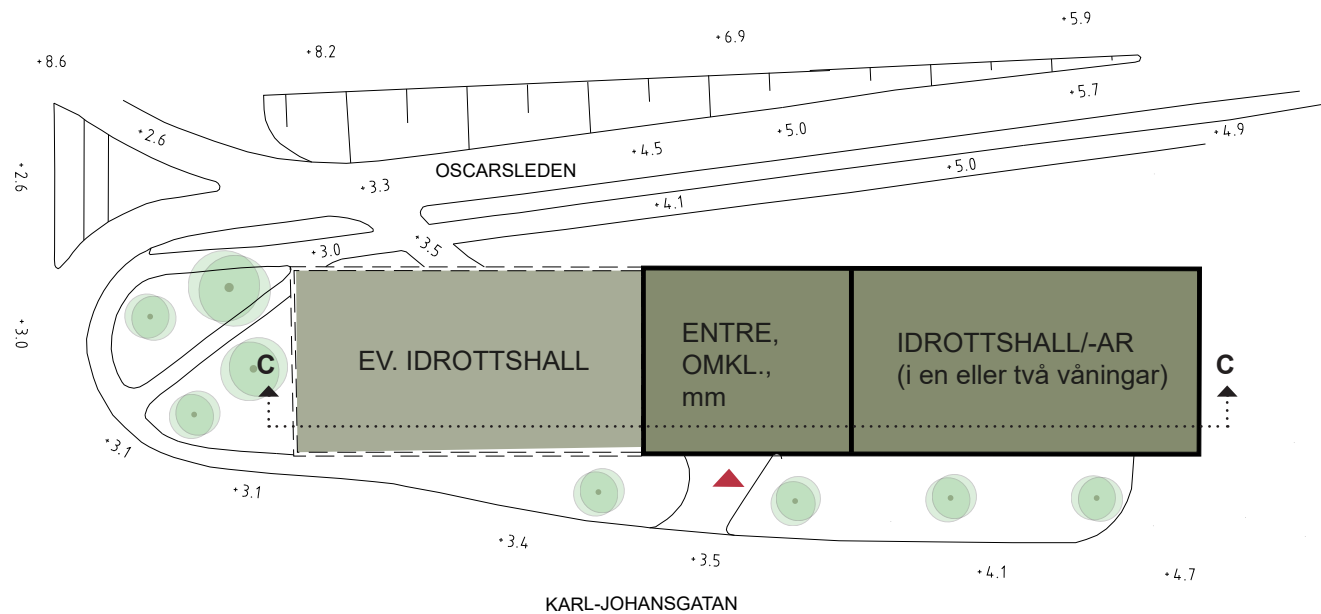 +5.9
+6.9
+8.2
+8.6
+5.7
+2.6
+5.0
+4.9
+4.5
+5.0
OSCARSLEDEN
+2.6
+3.3
+4.1
+3.5
+3.0
+3.0
EV. IDROTTSHALL
ENTRE,
OMKL.,
mm
IDROTTSHALL/-AR
(i en eller två våningar)
C
C
+3.1
+3.1
+3.4
+3.5
+4.1
+4.7
KARL-JOHANSGATAN